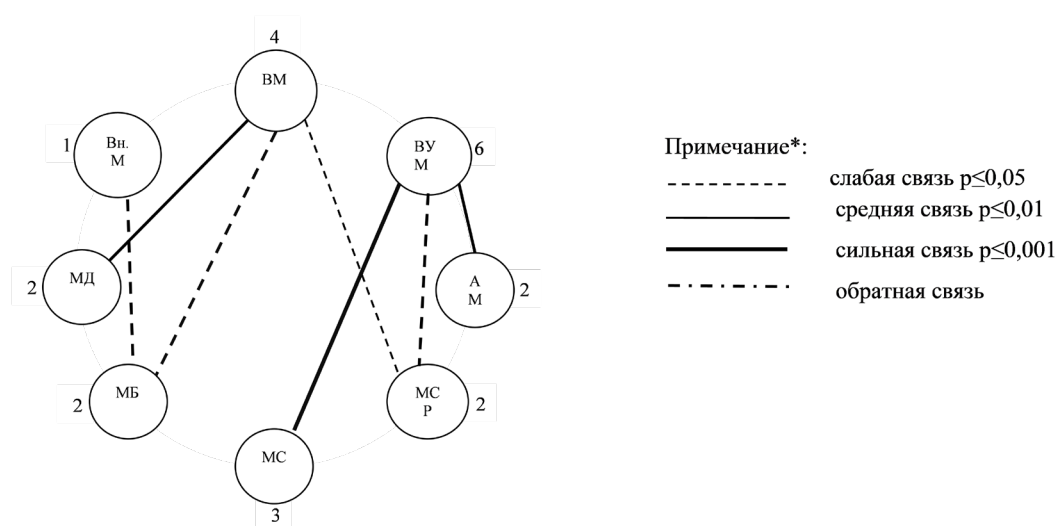 4
ВМ
1
Вн.
М
ВУ
М
6
МД
2
А
М
2
МБ
2
МС
Р
2
МС
3
Примечание*:
слабая связь р≤0,05
средняя связь р≤0,01
сильная связь р≤0,001
обратная связь